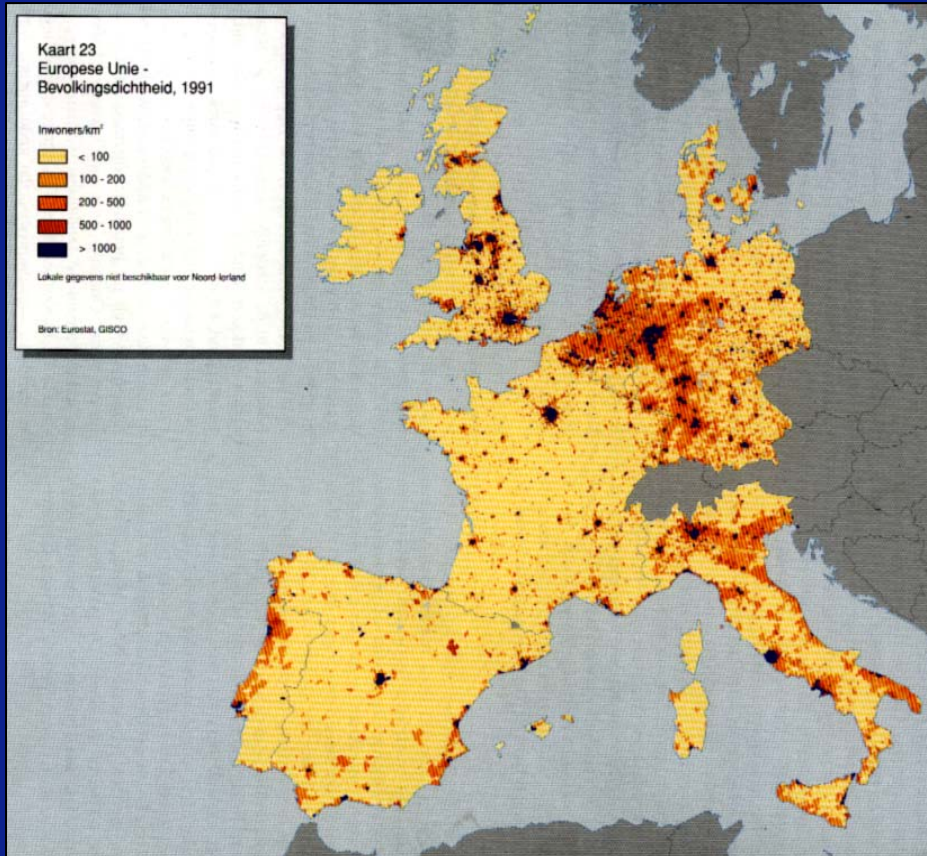 Kaart 23
Europese Unie -
Bevolkingsdichtheid, 1991
Inwoners/km²
< 100
100 - 200
200 - 500
500 - 1000
> 1000
Lokale gegevens niet beschikbaar voor Noord-Ierland
Bron: Eurostat, GISCO